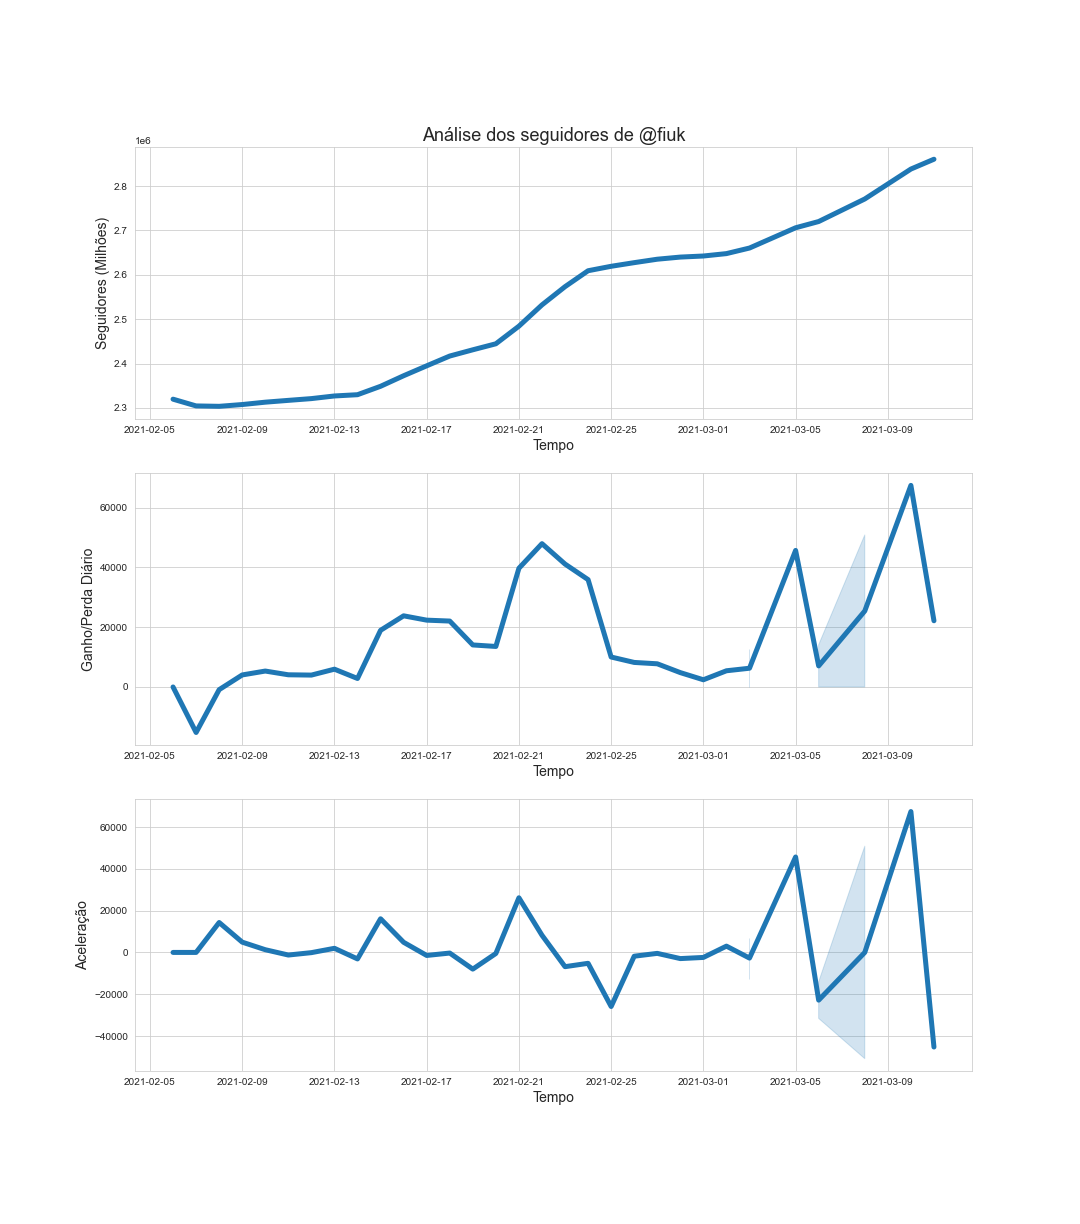 Análise dos seguidores de @fiuk
1e6
Seguidores (Milhões)
2.8
2.7
2.6
2.5
2.4
2.3
2021-02-05 2021-02-09 2021-02-13 2021-02-17 2021-02-21 2021-02-25 2021-03-01 2021-03-05 2021-03-09
Tempo
Ganho/Perda Diário
60000
40000
20000
0
2021-02-05 2021-02-09 2021-02-13 2021-02-17 2021-02-21 2021-02-25 2021-03-01 2021-03-05 2021-03-09
Tempo
Aceleração
60000
40000
20000
0
−20000
−40000
2021-02-05 2021-02-09 2021-02-13 2021-02-17 2021-02-21 2021-02-25 2021-03-01 2021-03-05 2021-03-09
Tempo